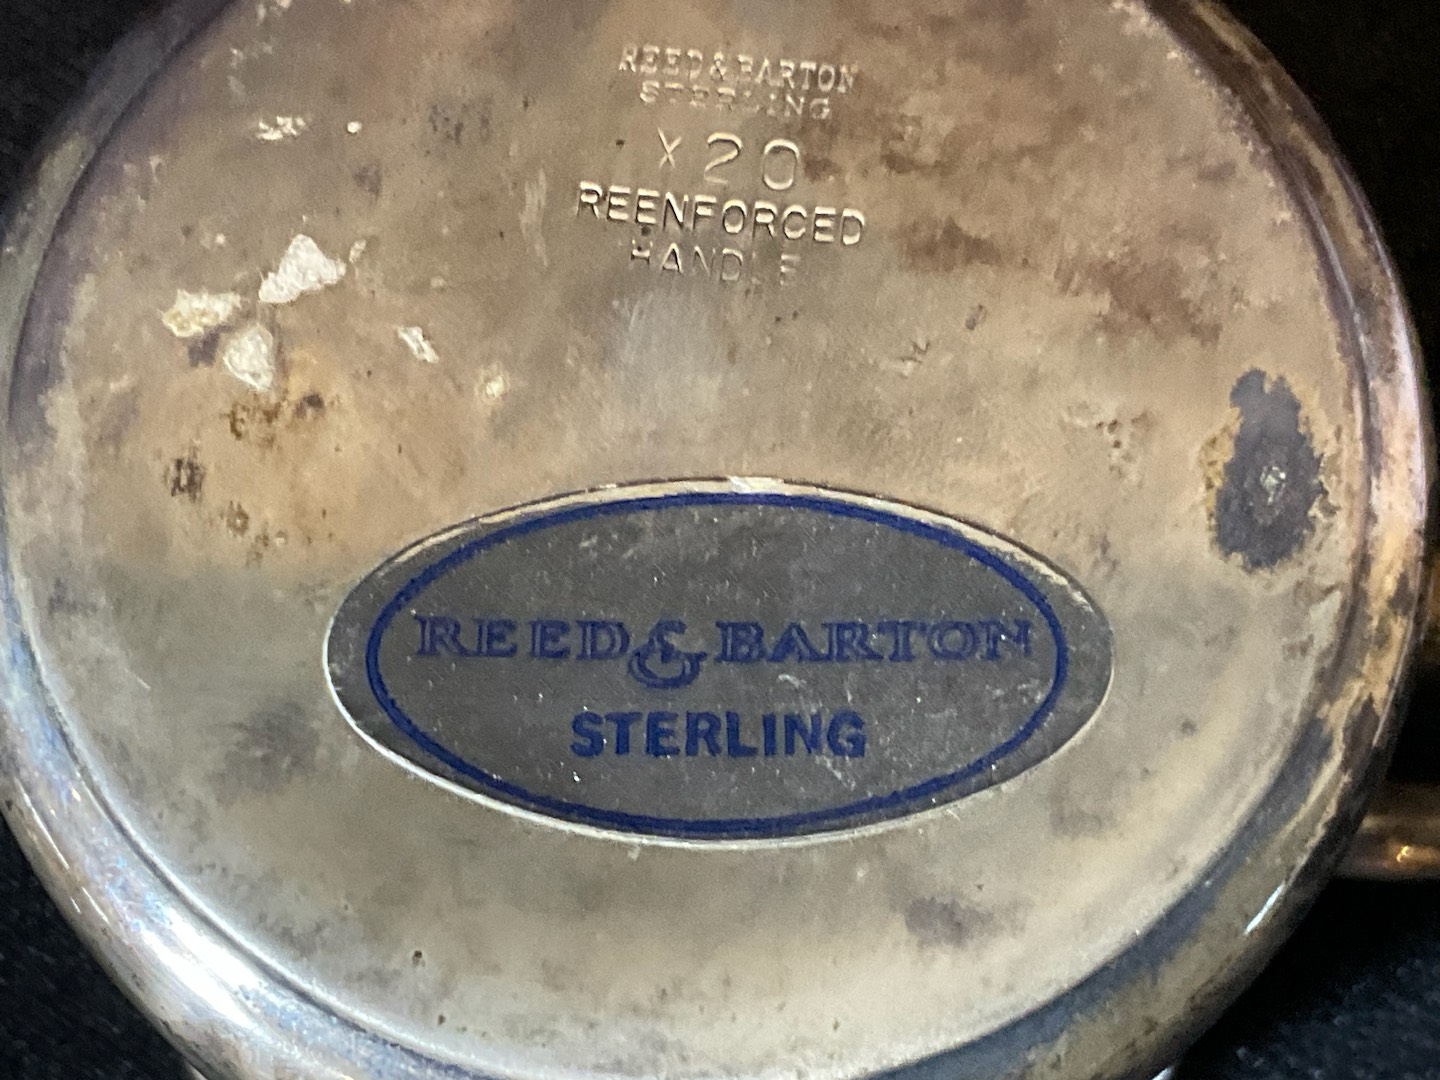 REED & BARTON
STERLING
X20
REENFORCED
HANDLE
REED & BARTON
STERLING